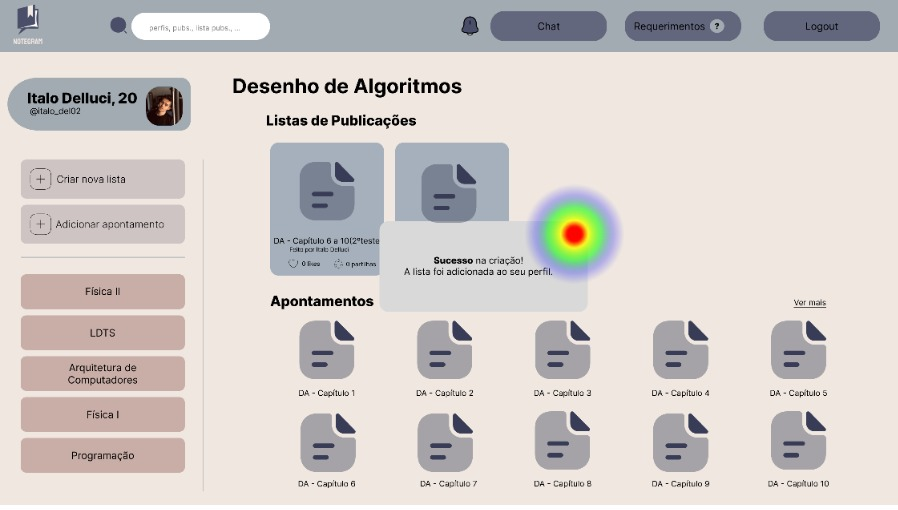 NOTEGRAM
perfis, pubs., lista pubs., ...
Chat
Requerimentos ?
Logout
Italo Delluci, 20
@italo_del02
Criar nova lista
Adicionar apontamento
Física II
LDTS
Arquitetura de
Computadores
Física I
Programação
Desenho de Algoritmos
Listas de Publicações
DA - Capítulo 6 a 10(2ºteste
Feito por Italo Delluci
0 likes
0 partilhas
Sucesso na criação!
A lista foi adicionada ao seu perfil.
Apontamentos
Ver mais
DA - Capítulo 1
DA - Capítulo 2
DA - Capítulo 3
DA - Capítulo 4
DA - Capítulo 5
DA - Capítulo 6
DA - Capítulo 7
DA - Capítulo 8
DA - Capítulo 9
DA - Capítulo 10